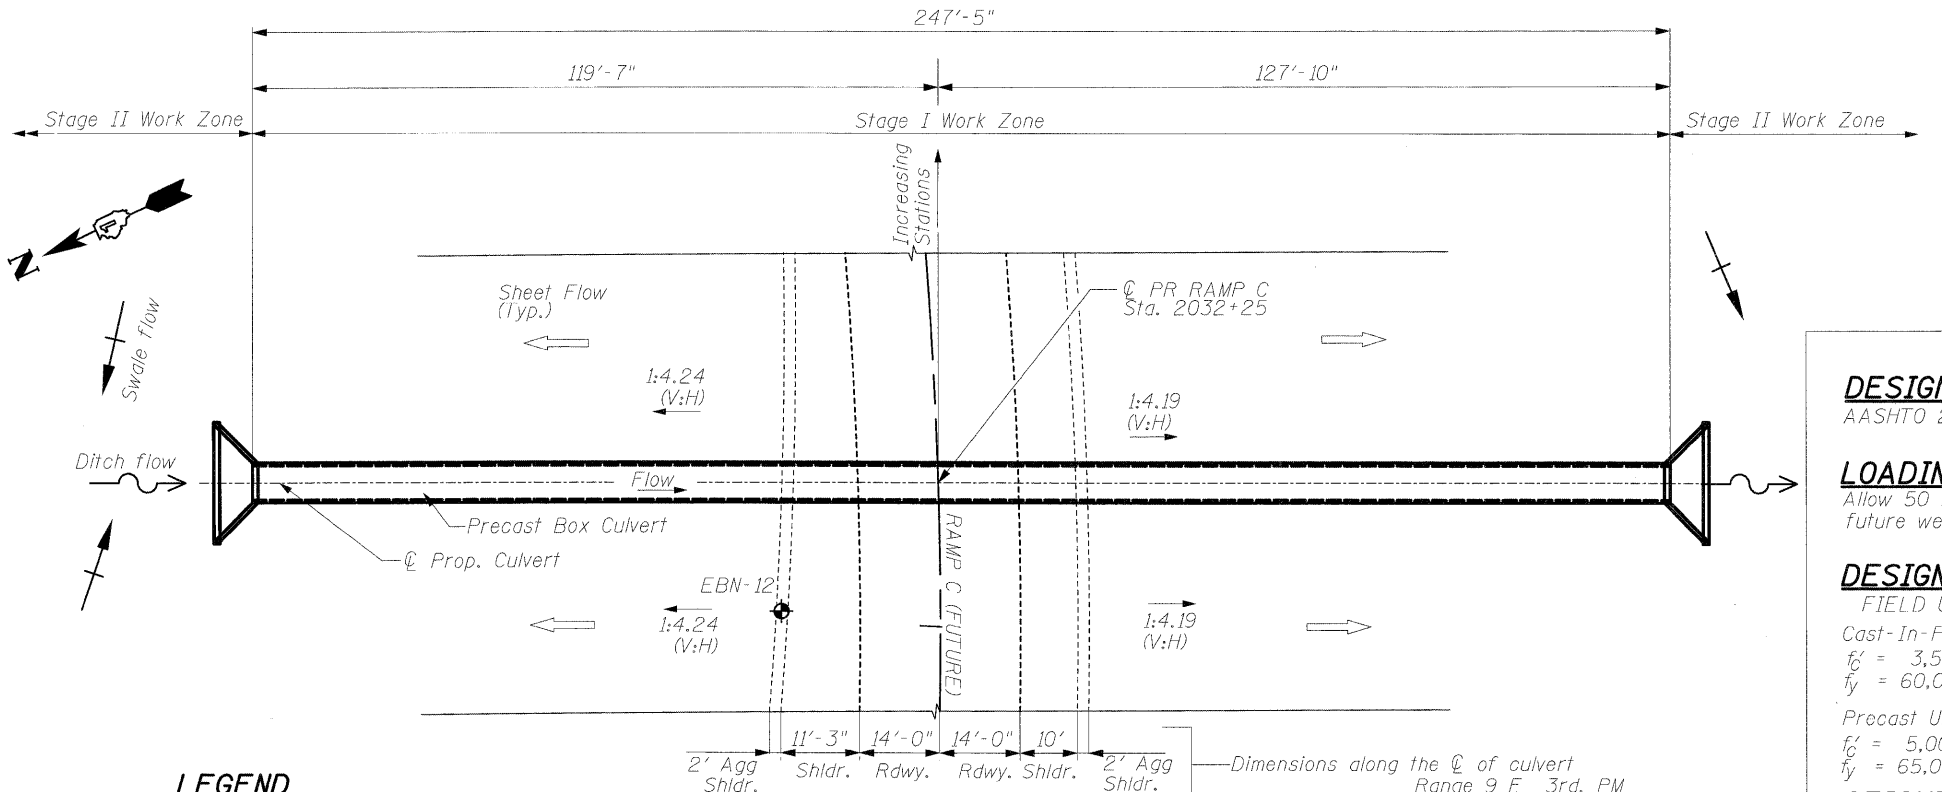 247'-5"
119'-7"
127'-10"
Stage II Work Zone
Stage I Work Zone
Stage II Work Zone
Increasing
Stations
N
Swale flow
Sheet Flow
(Typ.)
℄ PR RAMP C
Sta. 2032+25
1:4.24
(V:H)
1:4.19
(V:H)
Ditch flow
Flow
Precast Box Culvert
℄ Prop. Culvert
RAMP C (FUTURE)
EBN-12
1:4.24
(V:H)
1:4.19
(V:H)
11'-3"
14'-0"
14'-0"
10'
2' Agg
Shldr.
Shldr.
Rdwy.
Rdwy.
Shldr.
2' Agg
Shldr.
Dimensions along the ℄ of culvert
Range 9 E 3rd. PM
LEGEND
DESIGN
AASHTO 2
LOADIN
Allow 50
future we
DESIGN
FIELD U
Cast-In-P
f'c = 3,5
fy = 60,0
Precast U
f'c = 5,00
fy = 65,0